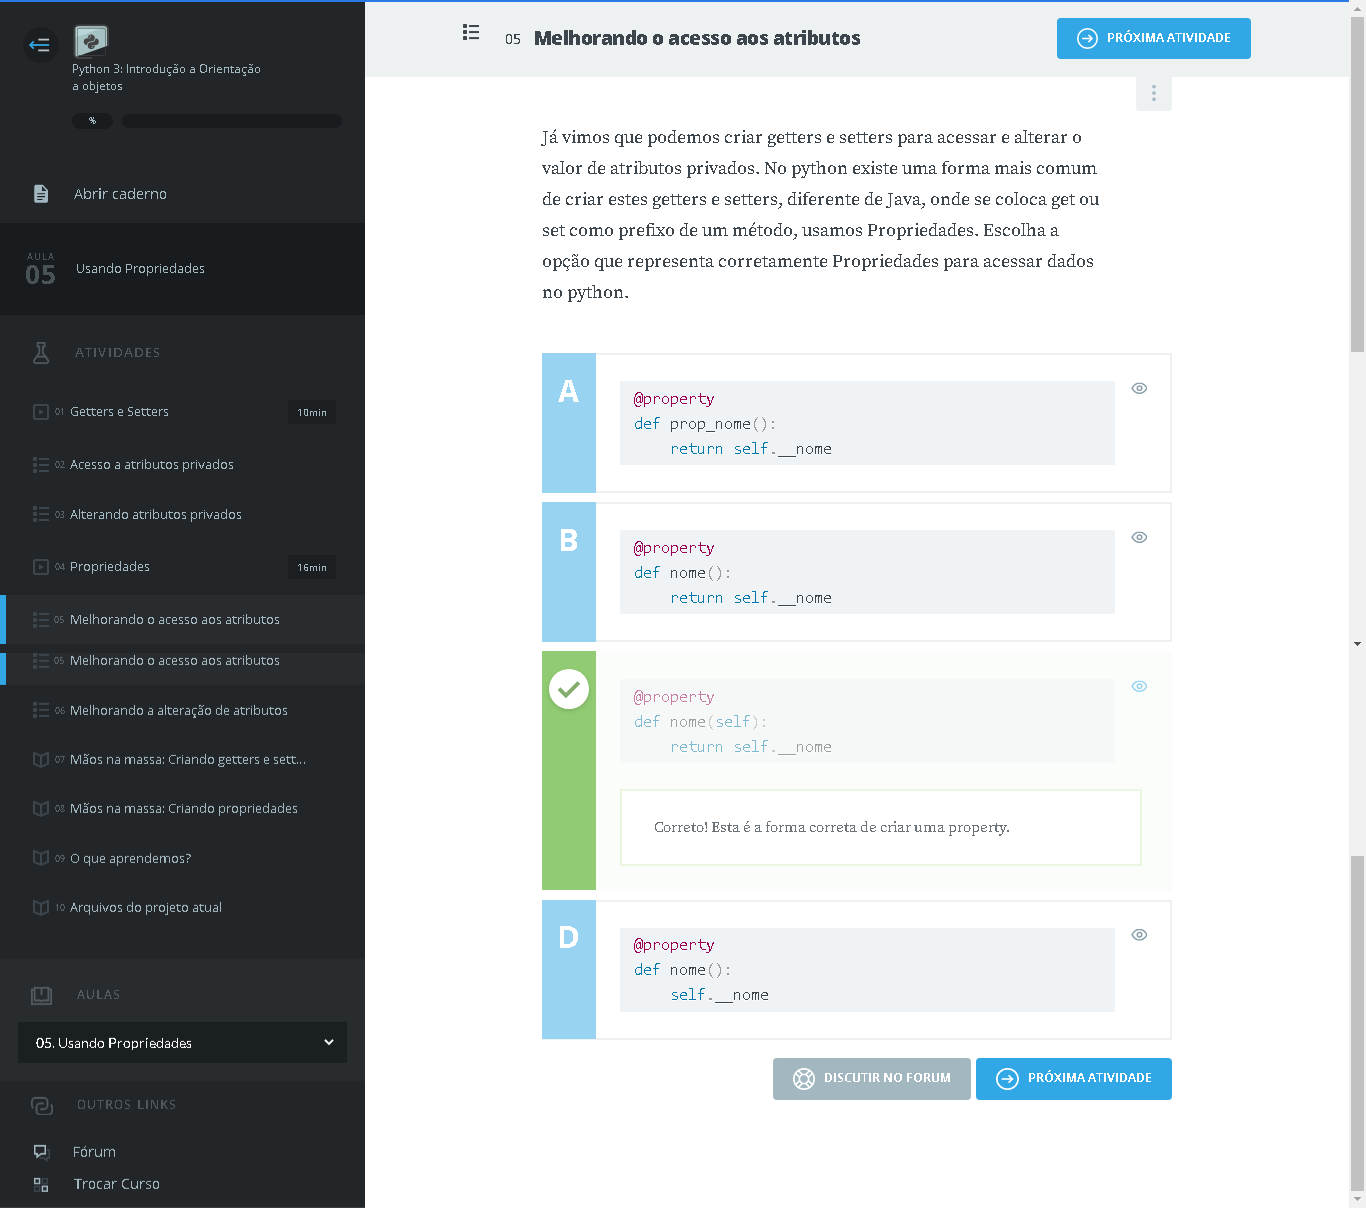 Python 3: Introdução a Orientação
a objetos
%
Abrir caderno
AULA
05
Usando Propriedades
ATIVIDADES
01 Getters e Setters 10min
02 Acesso a atributos privados
03 Alterando atributos privados
04 Propriedades 16min
05 Melhorando o acesso aos atributos
05 Melhorando o acesso aos atributos
06 Melhorando a alteração de atributos
07 Mãos na massa: Criando getters e sett...
08 Mãos na massa: Criando propriedades
09 O que aprendemos?
10 Arquivos do projeto atual
AULAS
05. Usando Propriedades
OUTROS LINKS
Fórum
Trocar Curso
05 Melhorando o acesso aos atributos
PRÓXIMA ATIVIDADE
Já vimos que podemos criar getters e setters para acessar e alterar o
valor de atributos privados. No python existe uma forma mais comum
de criar estes getters e setters, diferente de Java, onde se coloca get ou
set como prefixo de um método, usamos Propriedades. Escolha a
opção que representa corretamente Propriedades para acessar dados
no python.
A
@property
def prop_nome():
    return self.__nome
B
@property
def nome():
    return self.__nome
@property
def nome(self):
    return self.__nome
Correto! Esta é a forma correta de criar uma property.
D
@property
def nome():
    self.__nome
DISCUTIR NO FORUM
PRÓXIMA ATIVIDADE